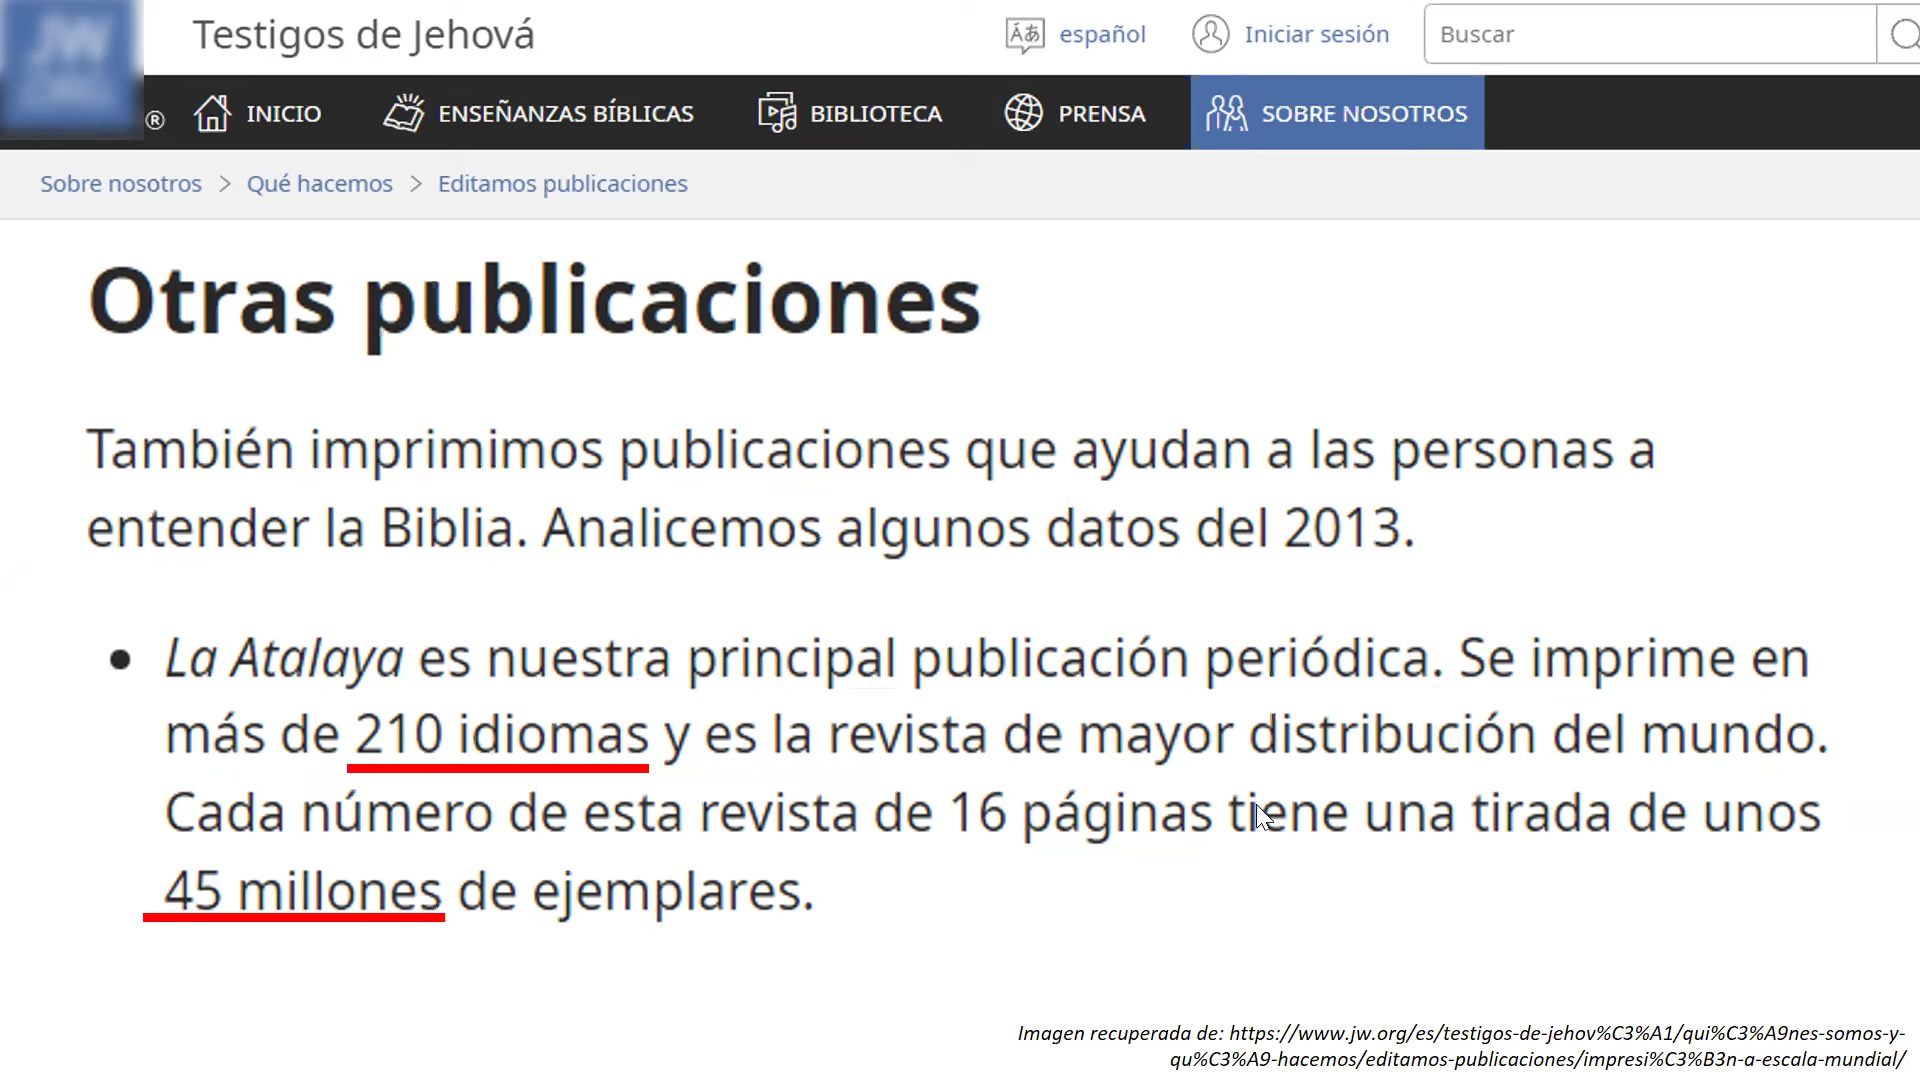 Testigos de Jehová
español
Iniciar sesión
Buscar
JW
®
INICIO
ENSEÑANZAS BÍBLICAS
BIBLIOTECA
PRENSA
SOBRE NOSOTROS
Sobre nosotros > Qué hacemos > Editamos publicaciones
Otras publicaciones
También imprimimos publicaciones que ayudan a las personas a
entender la Biblia. Analicemos algunos datos del 2013.
• La Atalaya es nuestra principal publicación periódica. Se imprime en
más de 210 idiomas y es la revista de mayor distribución del mundo.
Cada número de esta revista de 16 páginas tiene una tirada de unos
45 millones de ejemplares.
Imagen recuperada de: https://www.jw.org/es/testigos-de-jehov%C3%A1/qui%C3%A9nes-somos-y-
qu%C3%A9-hacemos/editamos-publicaciones/impresi%C3%B3n-a-escala-mundial/